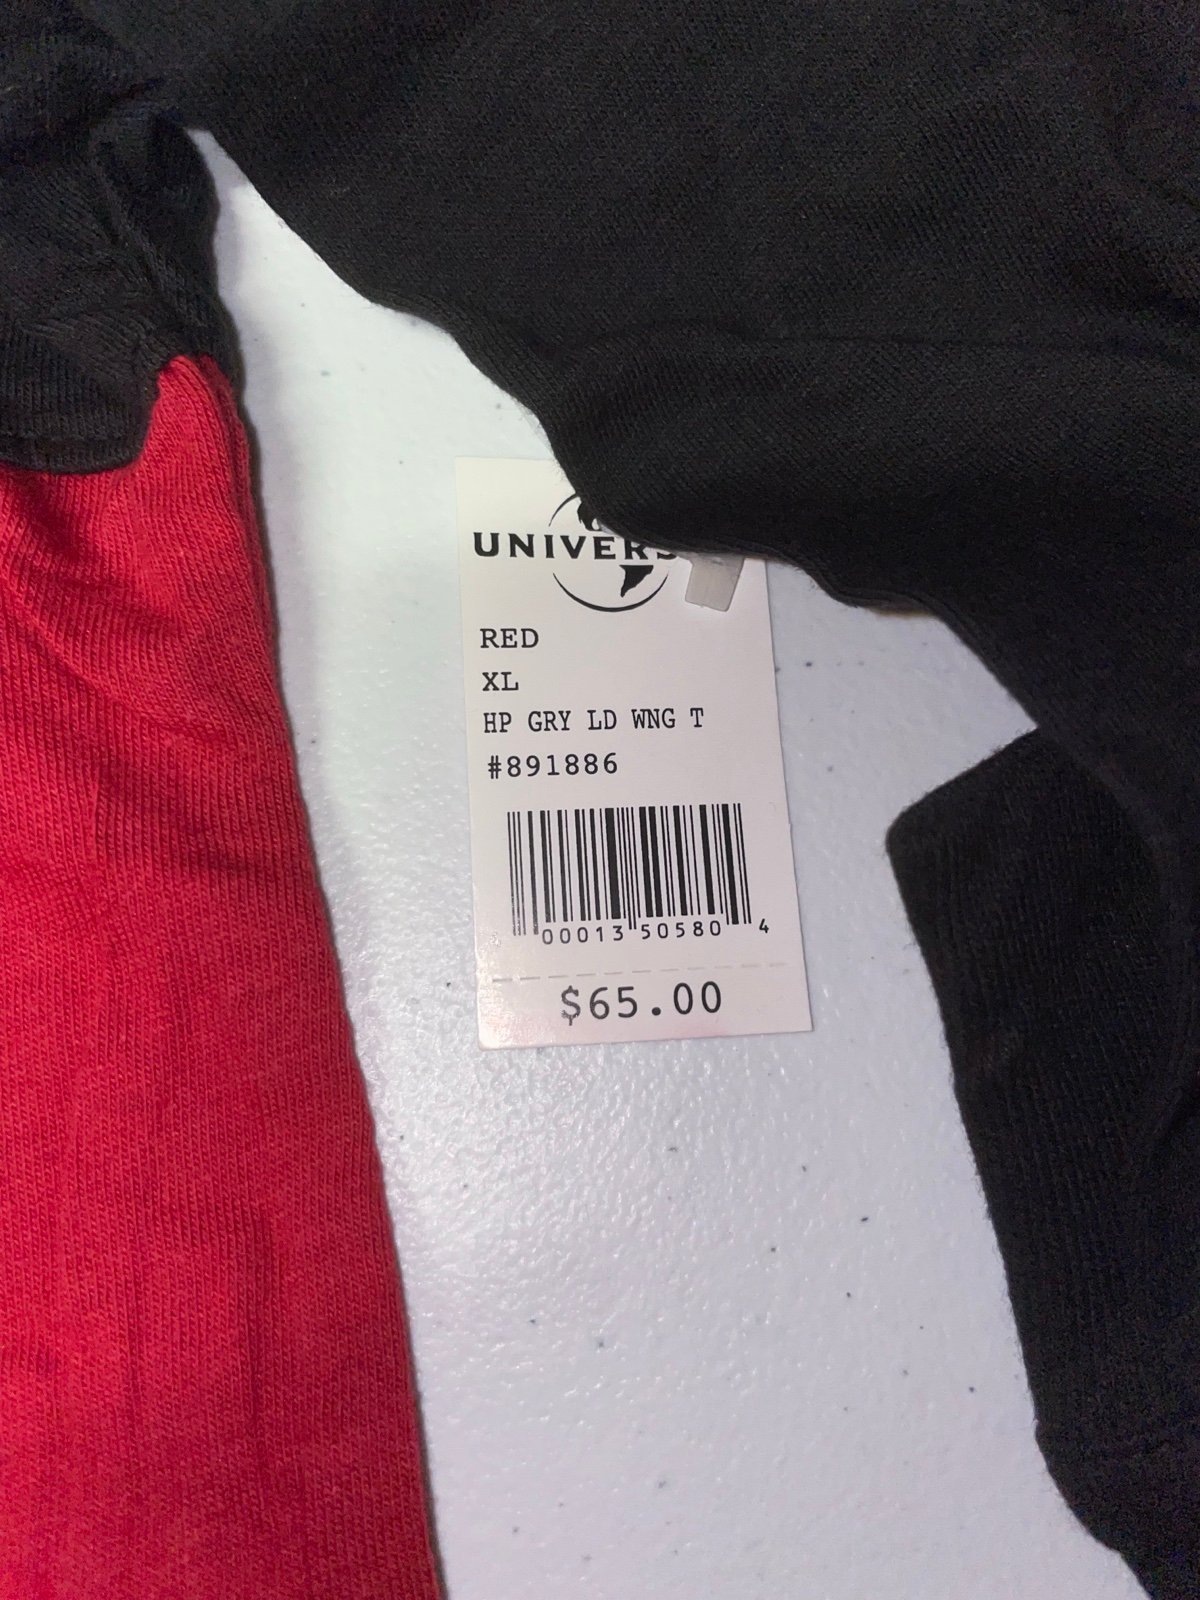 UNIVERS
RED
XL
HP GRY LD WNG T
#891886
00013 50580 4
$65.00